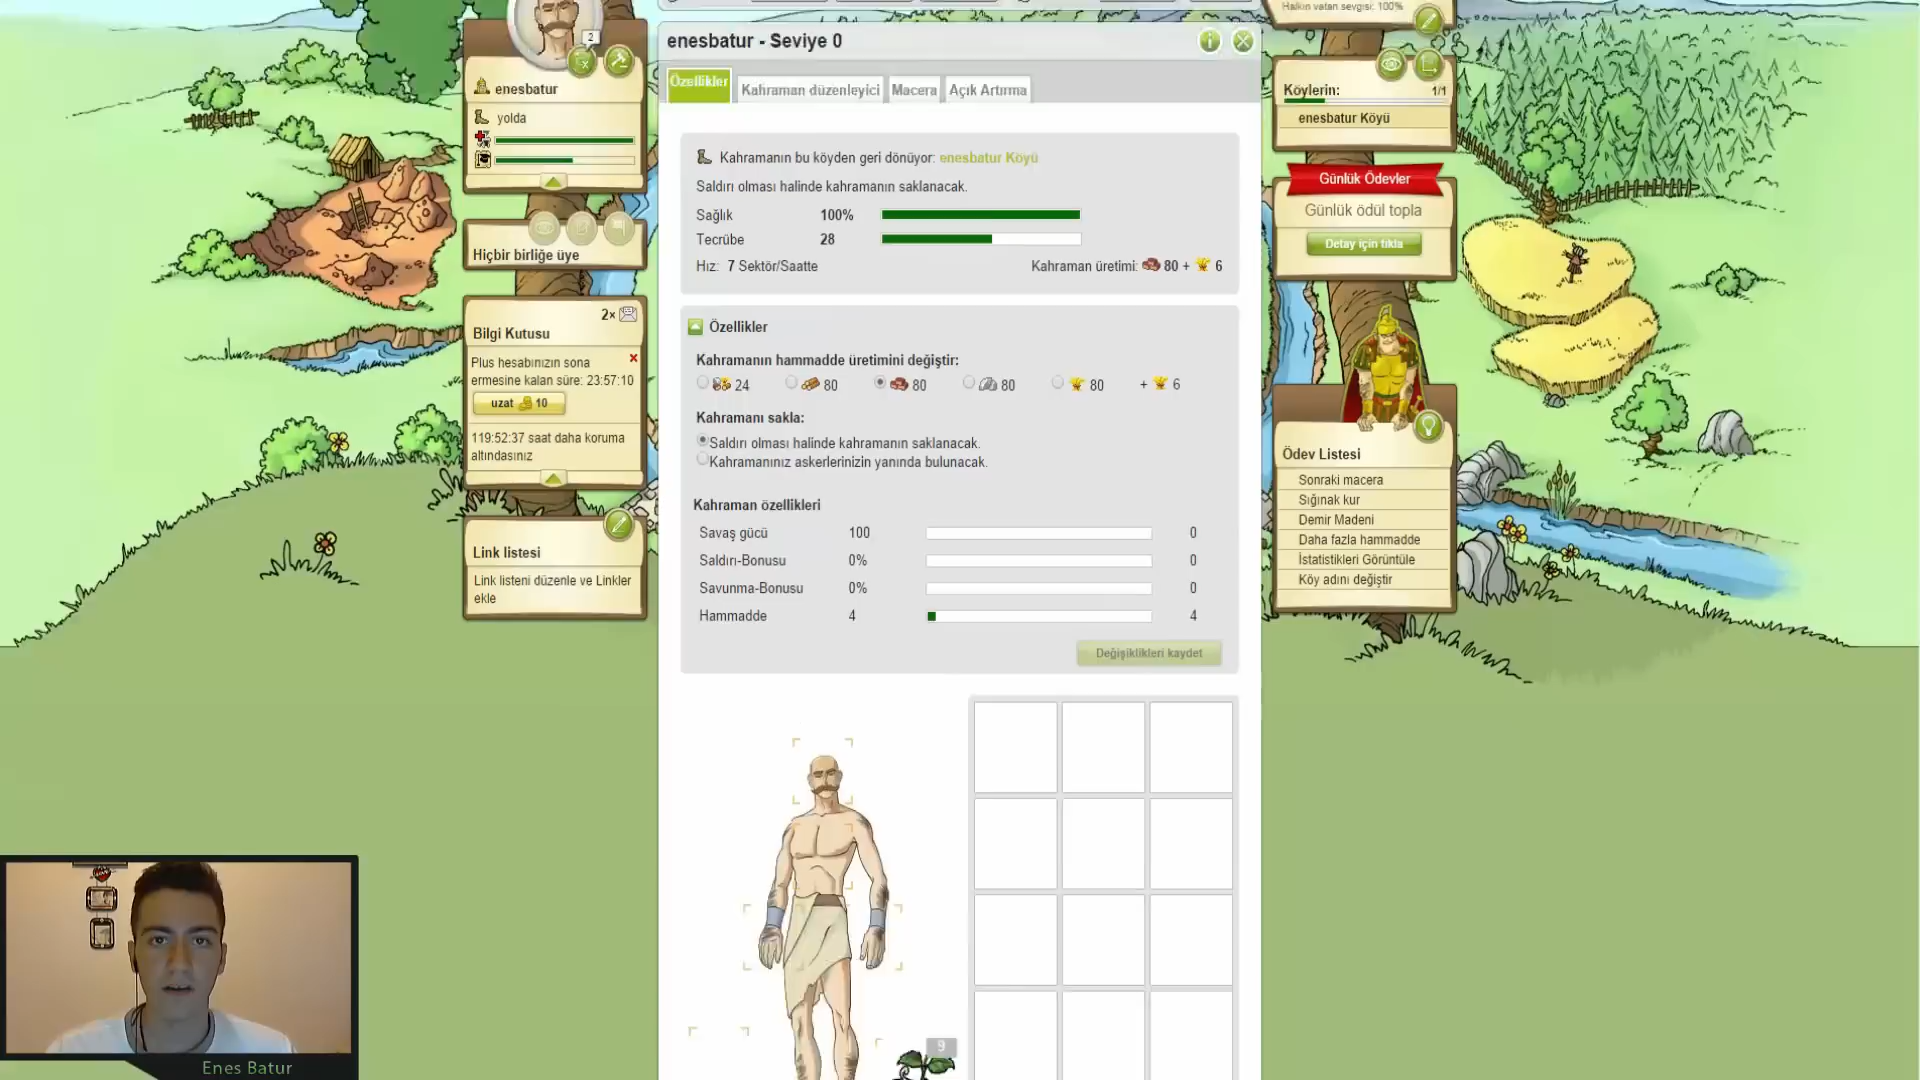 2
enesbatur
yolda
Hiçbir birliğe üye
2×
Bilgi Kutusu
Plus hesabınızın sona
ermesine kalan süre: 23:57:10
uzat 10
119:52:37 saat daha koruma
altındasınız
Link listesi
Link listeni düzenle ve Linkler
ekle
enesbatur - Seviye 0
Özellikler
Kahraman düzenleyici
Macera
Açık Artırma
Kahramanın bu köyden geri dönüyor: enesbatur Köyü
Saldırı olması halinde kahramanın saklanacak.
Sağlık 100%
Tecrübe 28
Hız: 7 Sektör/Saatte
Kahraman üretimi: 80 + 6
Özellikler
Kahramanın hammadde üretimini değiştir:
24 80 80 80 80 + 6
Kahramanı sakla:
Saldırı olması halinde kahramanın saklanacak.
Kahramanınız askerlerinizin yanında bulunacak.
Kahraman özellikleri
Savaş gücü 100 0
Saldırı-Bonusu 0% 0
Savunma-Bonusu 0% 0
Hammadde 4 4
Değişiklikleri kaydet
9
Halkın vatan sevgisi: 100%
Köylerin: 1/1
enesbatur Köyü
Günlük Ödevler
Günlük ödül topla
Detay için tıkla
Ödev Listesi
Sonraki macera
Sığınak kur
Demir Madeni
Daha fazla hammadde
İstatistikleri Görüntüle
Köy adını değiştir
Enes Batur